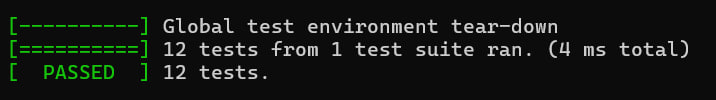 [----------] Global test environment tear-down
[==========] 12 tests from 1 test suite ran. (4 ms total)
[  PASSED  ] 12 tests.